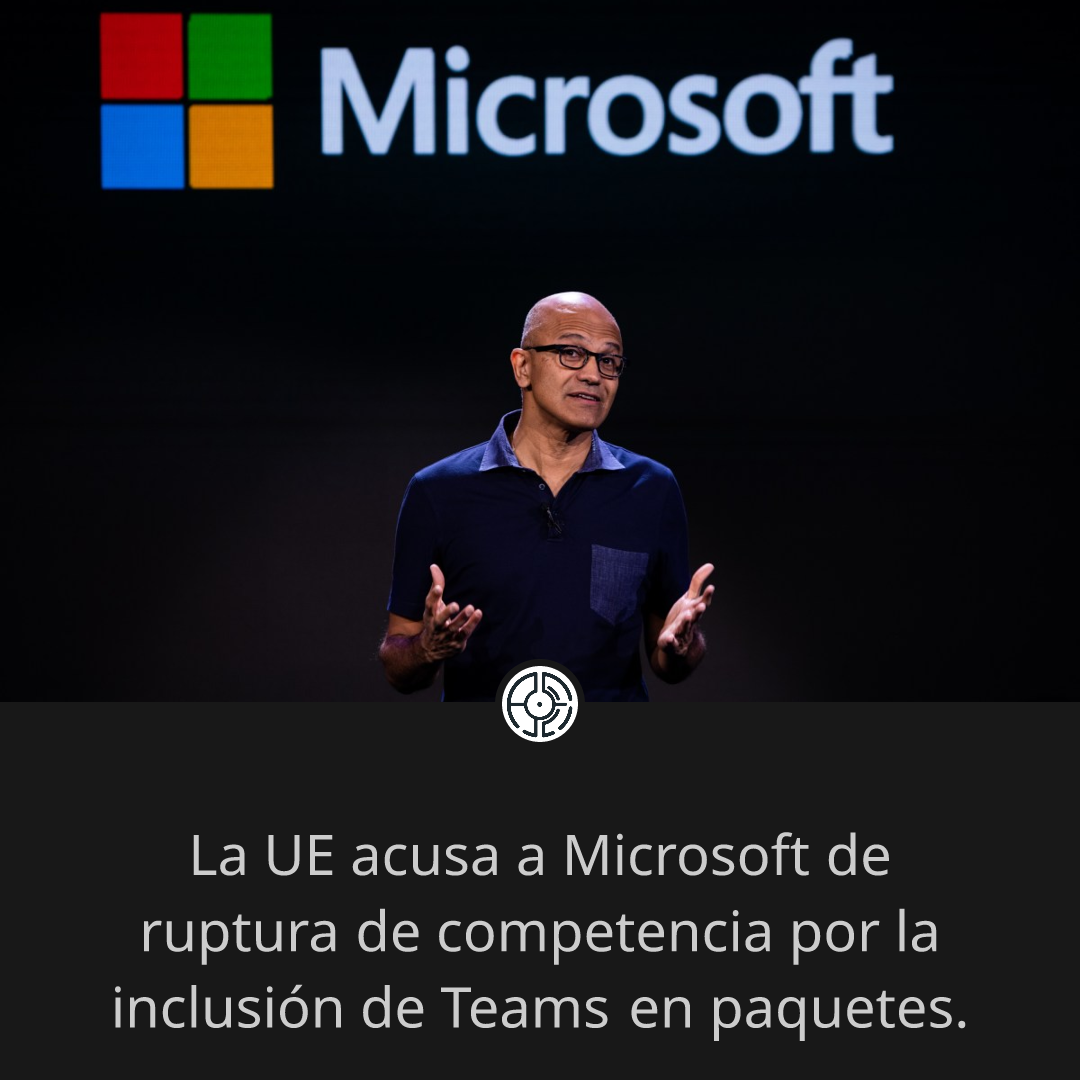 Microsoft
La UE acusa a Microsoft de
ruptura de competencia por la
inclusión de Teams en paquetes.